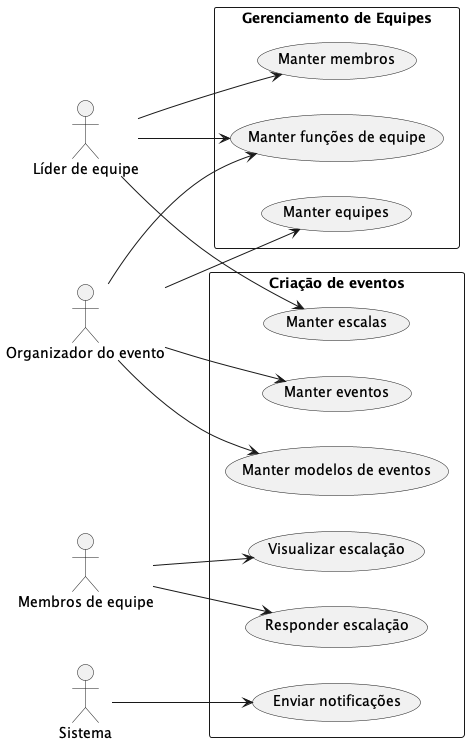 Gerenciamento de Equipes
Manter membros
Manter funções de equipe
Líder de equipe
Manter equipes
Criação de eventos
Manter escalas
Organizador do evento
Manter eventos
Manter modelos de eventos
Visualizar escalação
Membros de equipe
Responder escalação
Enviar notificações
Sistema